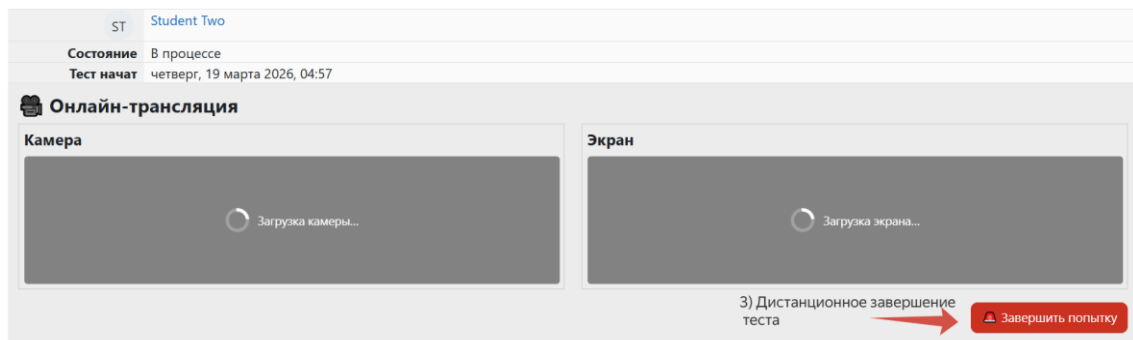 ST Student Two
Состояние В процессе
Тест начат четверг, 19 марта 2026, 04:57
Онлайн-трансляция
Камера
Экран
Загрузка камеры...
Загрузка экрана...
3) Дистанционное завершение
теста
Завершить попытку